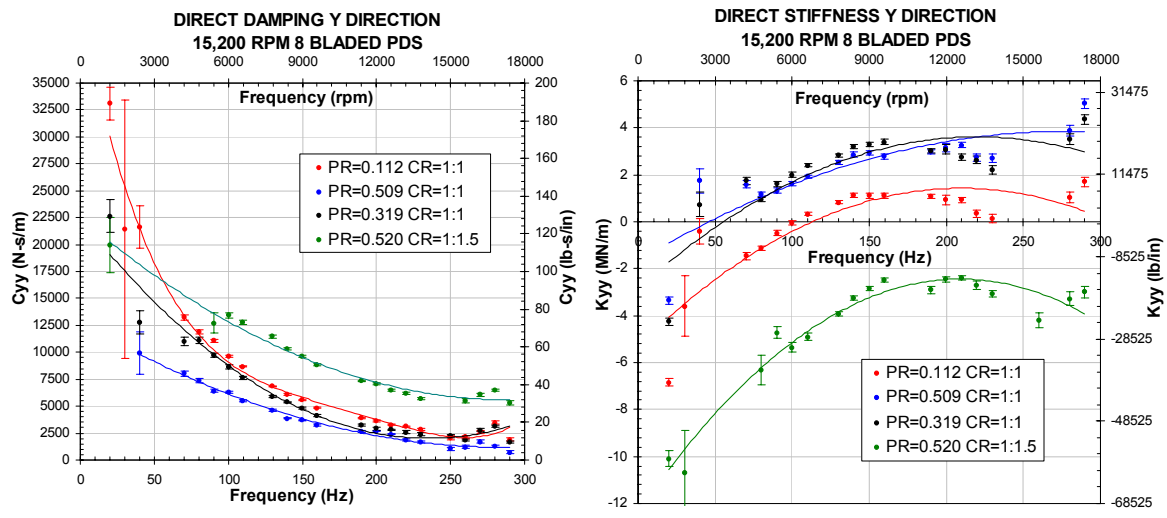 DIRECT DAMPING Y DIRECTION
15,200 RPM 8 BLADED PDS
0 3000 6000 9000 12000 15000 18000
Frequency (rpm)
35000 200
32500
30000 180
27500 160
25000 140
22500
20000 120
17500 100
15000
12500 80
10000 60
7500
5000 40
2500 20
0 0
Cyy (N-s/m)
Cyy (lb-s/in)
PR=0.112 CR=1:1
PR=0.509 CR=1:1
PR=0.319 CR=1:1
PR=0.520 CR=1:1.5
0 50 100 150 200 250 300
Frequency (Hz)
DIRECT STIFFNESS Y DIRECTION
15,200 RPM 8 BLADED PDS
0 3000 6000 9000 12000 15000 18000
Frequency (rpm)
6 31475
4
2 11475
0
-2 -8525
-4 -28525
-6
-8 -48525
-10
-12 -68525
Kyy (MN/m)
Kyy (lb/in)
0 50 100 150 200 250 300
Frequency (Hz)
PR=0.112 CR=1:1
PR=0.509 CR=1:1
PR=0.319 CR=1:1
PR=0.520 CR=1:1.5